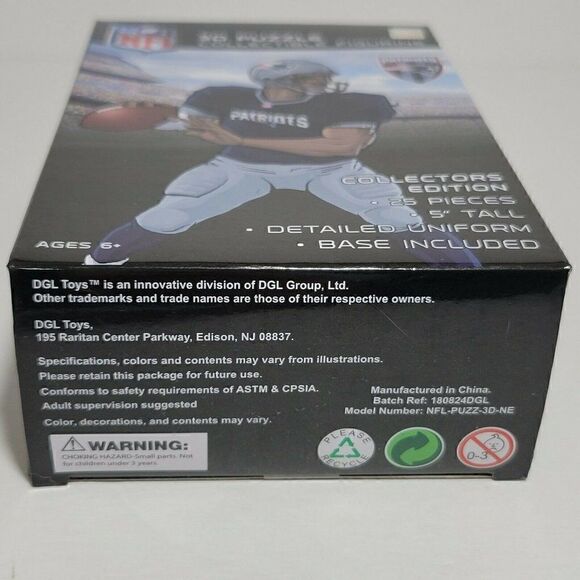 NFL
3D PUZZLE
COLLECTIBLE FIGURINE
PATRIOTS
PATRIOTS
COLLECTORS
EDITION
• 25 PIECES
• 5" TALL
• DETAILED UNIFORM
• BASE INCLUDED
AGES 6+
DGL Toys™ is an innovative division of DGL Group, Ltd.
Other trademarks and trade names are those of their respective owners.
DGL Toys,
195 Raritan Center Parkway, Edison, NJ 08837.
Specifications, colors and contents may vary from illustrations.
Please retain this package for future use.
Conforms to safety requirements of ASTM & CPSIA.
Adult supervision suggested
Color, decorations, and contents may vary.
Manufactured in China.
Batch Ref: 180824DGL
Model Number: NFL-PUZZ-3D-NE
WARNING:
CHOKING HAZARD-Small parts. Not
for children under 3 years.
PLEASE
RECYCLE
0-3